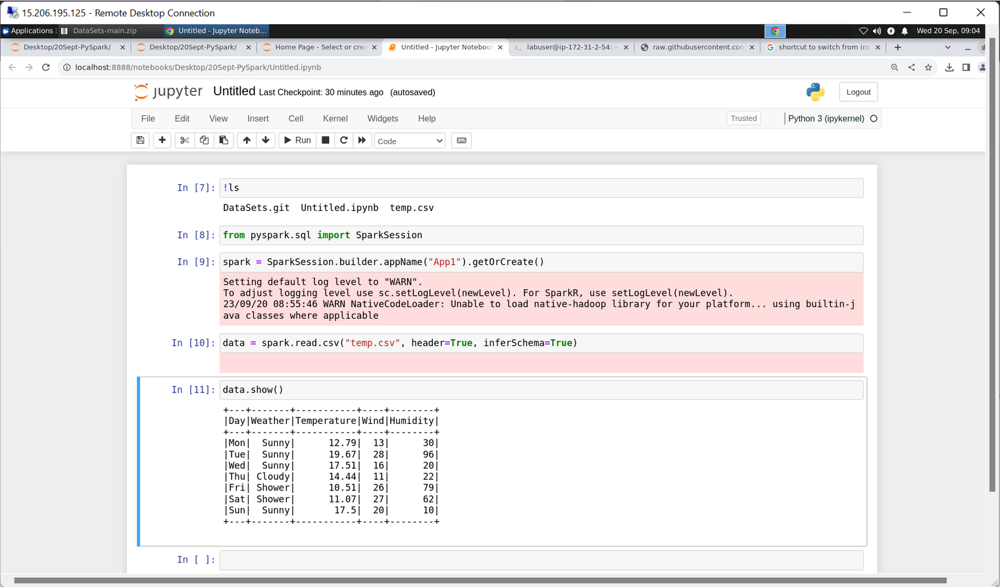 15.206.195.125 - Remote Desktop Connection
Applications DataSets-main.zip Untitled - Jupyter Noteb... Wed 20 Sep, 09:04
Desktop/20Sept-PySpark/ Desktop/20Sept-PySpark/ Home Page - Select or crea Untitled - Jupyter Notebook labuser@ip-172-31-2-54: ~ raw.githubusercontent.com shortcut to switch from ins
localhost:8888/notebooks/Desktop/20Sept-PySpark/Untitled.ipynb
jupyter Untitled Last Checkpoint: 30 minutes ago (autosaved) Logout
File Edit View Insert Cell Kernel Widgets Help Trusted Python 3 (ipykernel)
Run Code
In [7]: !ls
DataSets.git  Untitled.ipynb  temp.csv
In [8]: from pyspark.sql import SparkSession
In [9]: spark = SparkSession.builder.appName("App1").getOrCreate()
Setting default log level to "WARN".
To adjust logging level use sc.setLogLevel(newLevel). For SparkR, use setLogLevel(newLevel).
23/09/20 08:55:46 WARN NativeCodeLoader: Unable to load native-hadoop library for your platform... using builtin-j
ava classes where applicable
In [10]: data = spark.read.csv("temp.csv", header=True, inferSchema=True)
In [11]: data.show()
+---+-------+-----------+----+--------+
|Day|Weather|Temperature|Wind|Humidity|
+---+-------+-----------+----+--------+
|Mon|  Sunny|      12.79|  13|      30|
|Tue|  Sunny|      19.67|  28|      96|
|Wed|  Sunny|      17.51|  16|      20|
|Thu| Cloudy|      14.44|  11|      22|
|Fri| Shower|      10.51|  26|      79|
|Sat| Shower|      11.07|  27|      62|
|Sun|  Sunny|       17.5|  20|      10|
+---+-------+-----------+----+--------+
In [ ]: